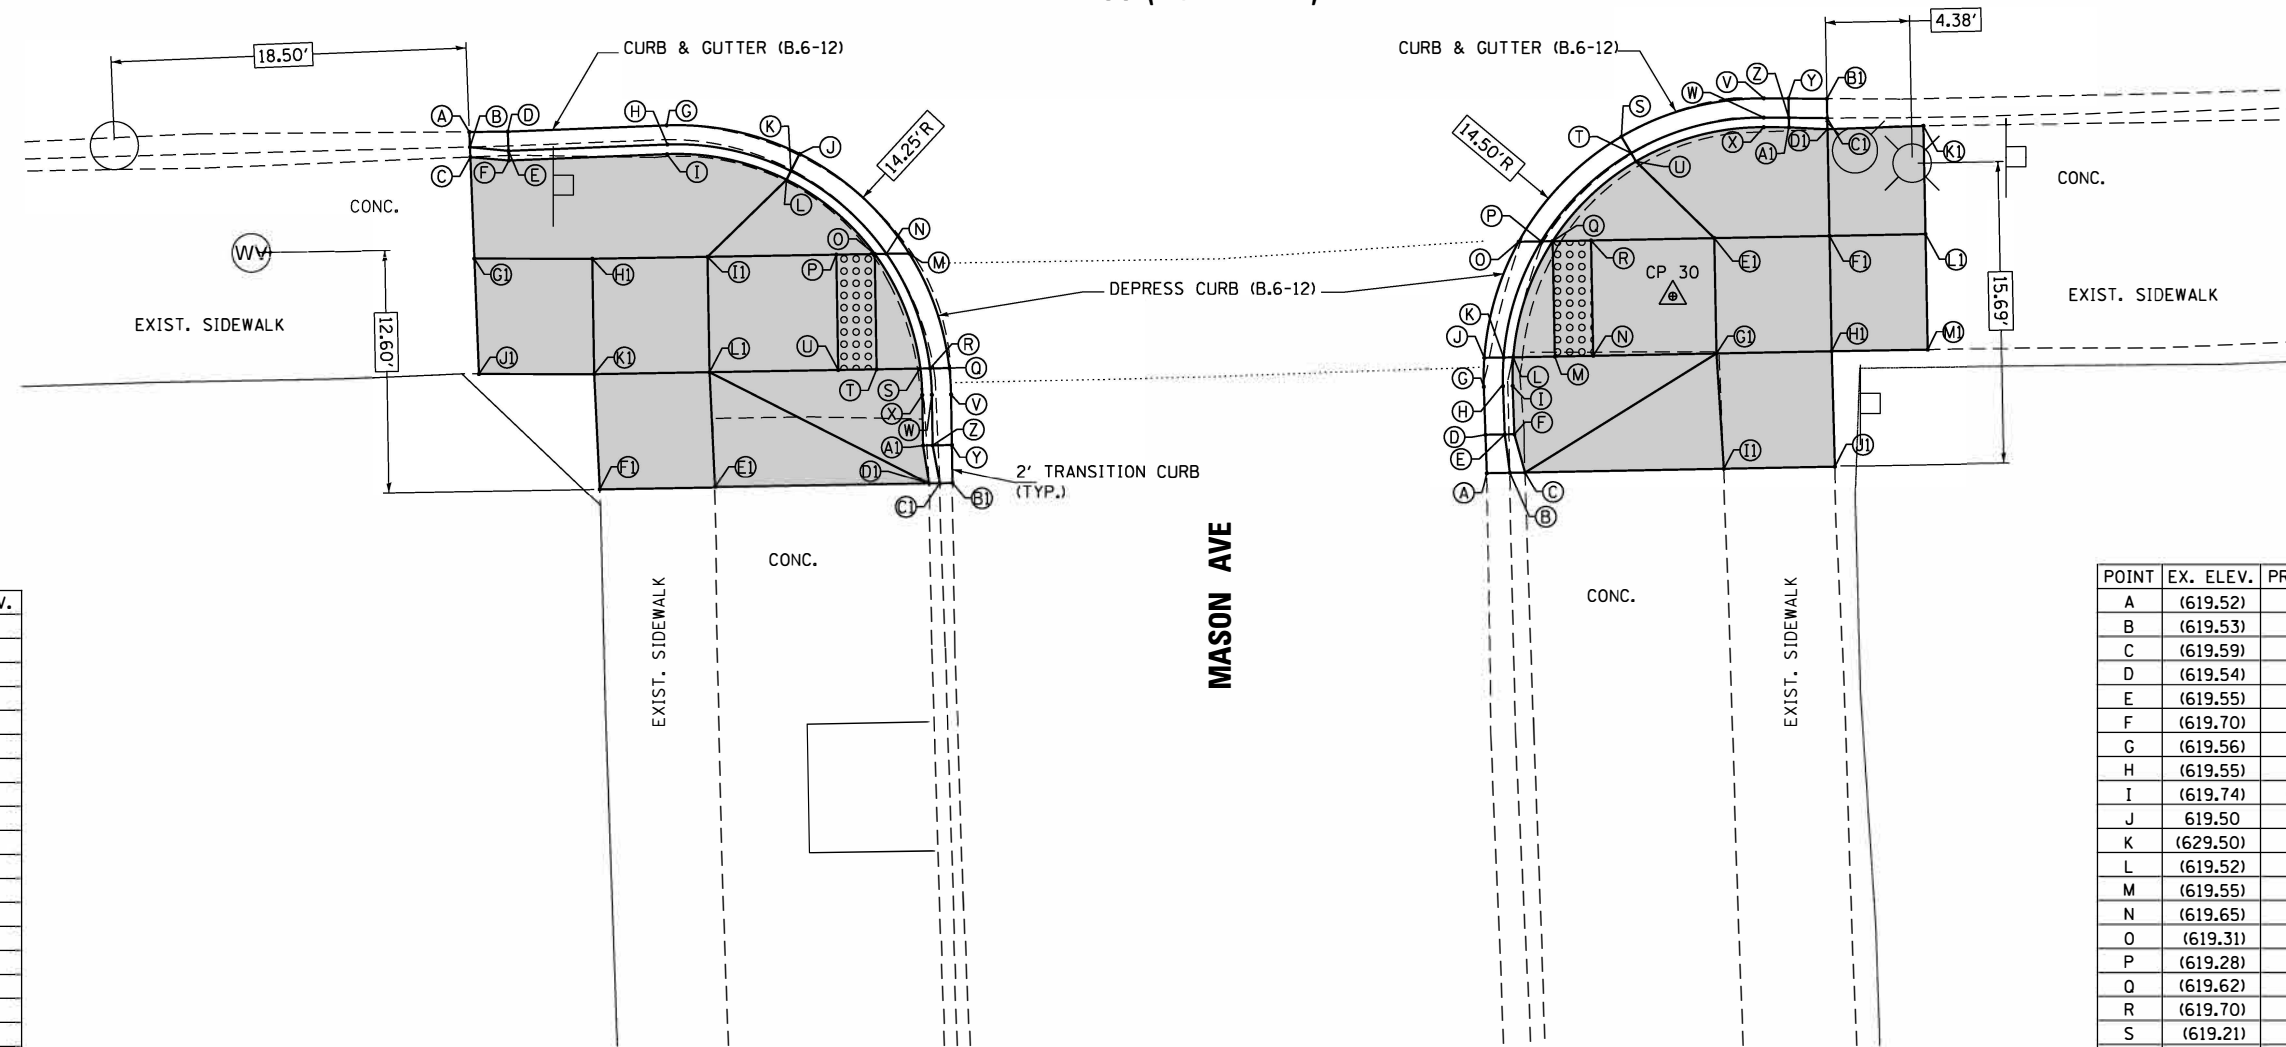 18.50'
CURB & GUTTER (B.6-12)
CURB & GUTTER (B.6-12)
4.38'
A B D H G K J
14.25'R
C F E I L
CONC.
WV
O N
G1 H1 I1 P M
EXIST. SIDEWALK
12.60'
DEPRESS CURB (B.6-12)
J1 K1 L1 U T S R Q
X V
W
A1 Z
Y
F1 E1 D1
C1 B1
2' TRANSITION CURB
(TYP.)
S W V Z Y B1
T
14.50'R
X A1 D1 C1 K1
U
CONC.
P Q
O R E1 F1 L1
CP 30
EXIST. SIDEWALK
15.69'
K
J N G1 H1 M1
L M
G
H I
D F
E
I1 J1
A C
B
MASON AVE
CONC.
EXIST. SIDEWALK
CONC.
EXIST. SIDEWALK
V.
POINT EX. ELEV. PR
A (619.52)
B (619.53)
C (619.59)
D (619.54)
E (619.55)
F (619.70)
G (619.56)
H (619.55)
I (619.74)
J 619.50
K (629.50)
L (619.52)
M (619.55)
N (619.65)
O (619.31)
P (619.28)
Q (619.62)
R (619.70)
S (619.21)